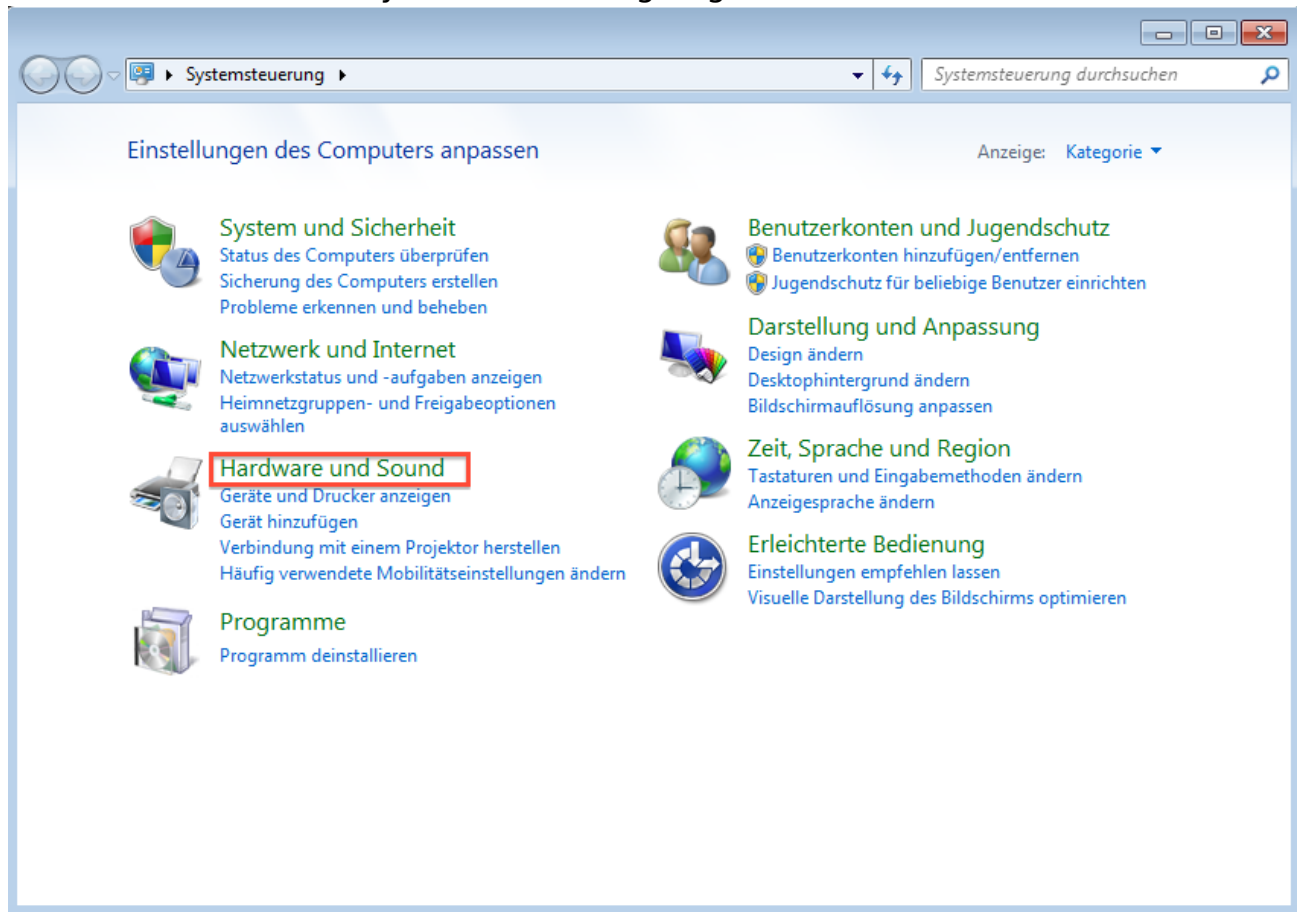 Systemsteuerung
Systemsteuerung durchsuchen
Einstellungen des Computers anpassen
Anzeige: Kategorie
System und Sicherheit
Status des Computers überprüfen
Sicherung des Computers erstellen
Probleme erkennen und beheben
Netzwerk und Internet
Netzwerkstatus und -aufgaben anzeigen
Heimnetzgruppen- und Freigabeoptionen
auswählen
Hardware und Sound
Geräte und Drucker anzeigen
Gerät hinzufügen
Verbindung mit einem Projektor herstellen
Häufig verwendete Mobilitätseinstellungen ändern
Programme
Programm deinstallieren
Benutzerkonten und Jugendschutz
Benutzerkonten hinzufügen/entfernen
Jugendschutz für beliebige Benutzer einrichten
Darstellung und Anpassung
Design ändern
Desktophintergrund ändern
Bildschirmauflösung anpassen
Zeit, Sprache und Region
Tastaturen und Eingabemethoden ändern
Anzeigesprache ändern
Erleichterte Bedienung
Einstellungen empfehlen lassen
Visuelle Darstellung des Bildschirms optimieren